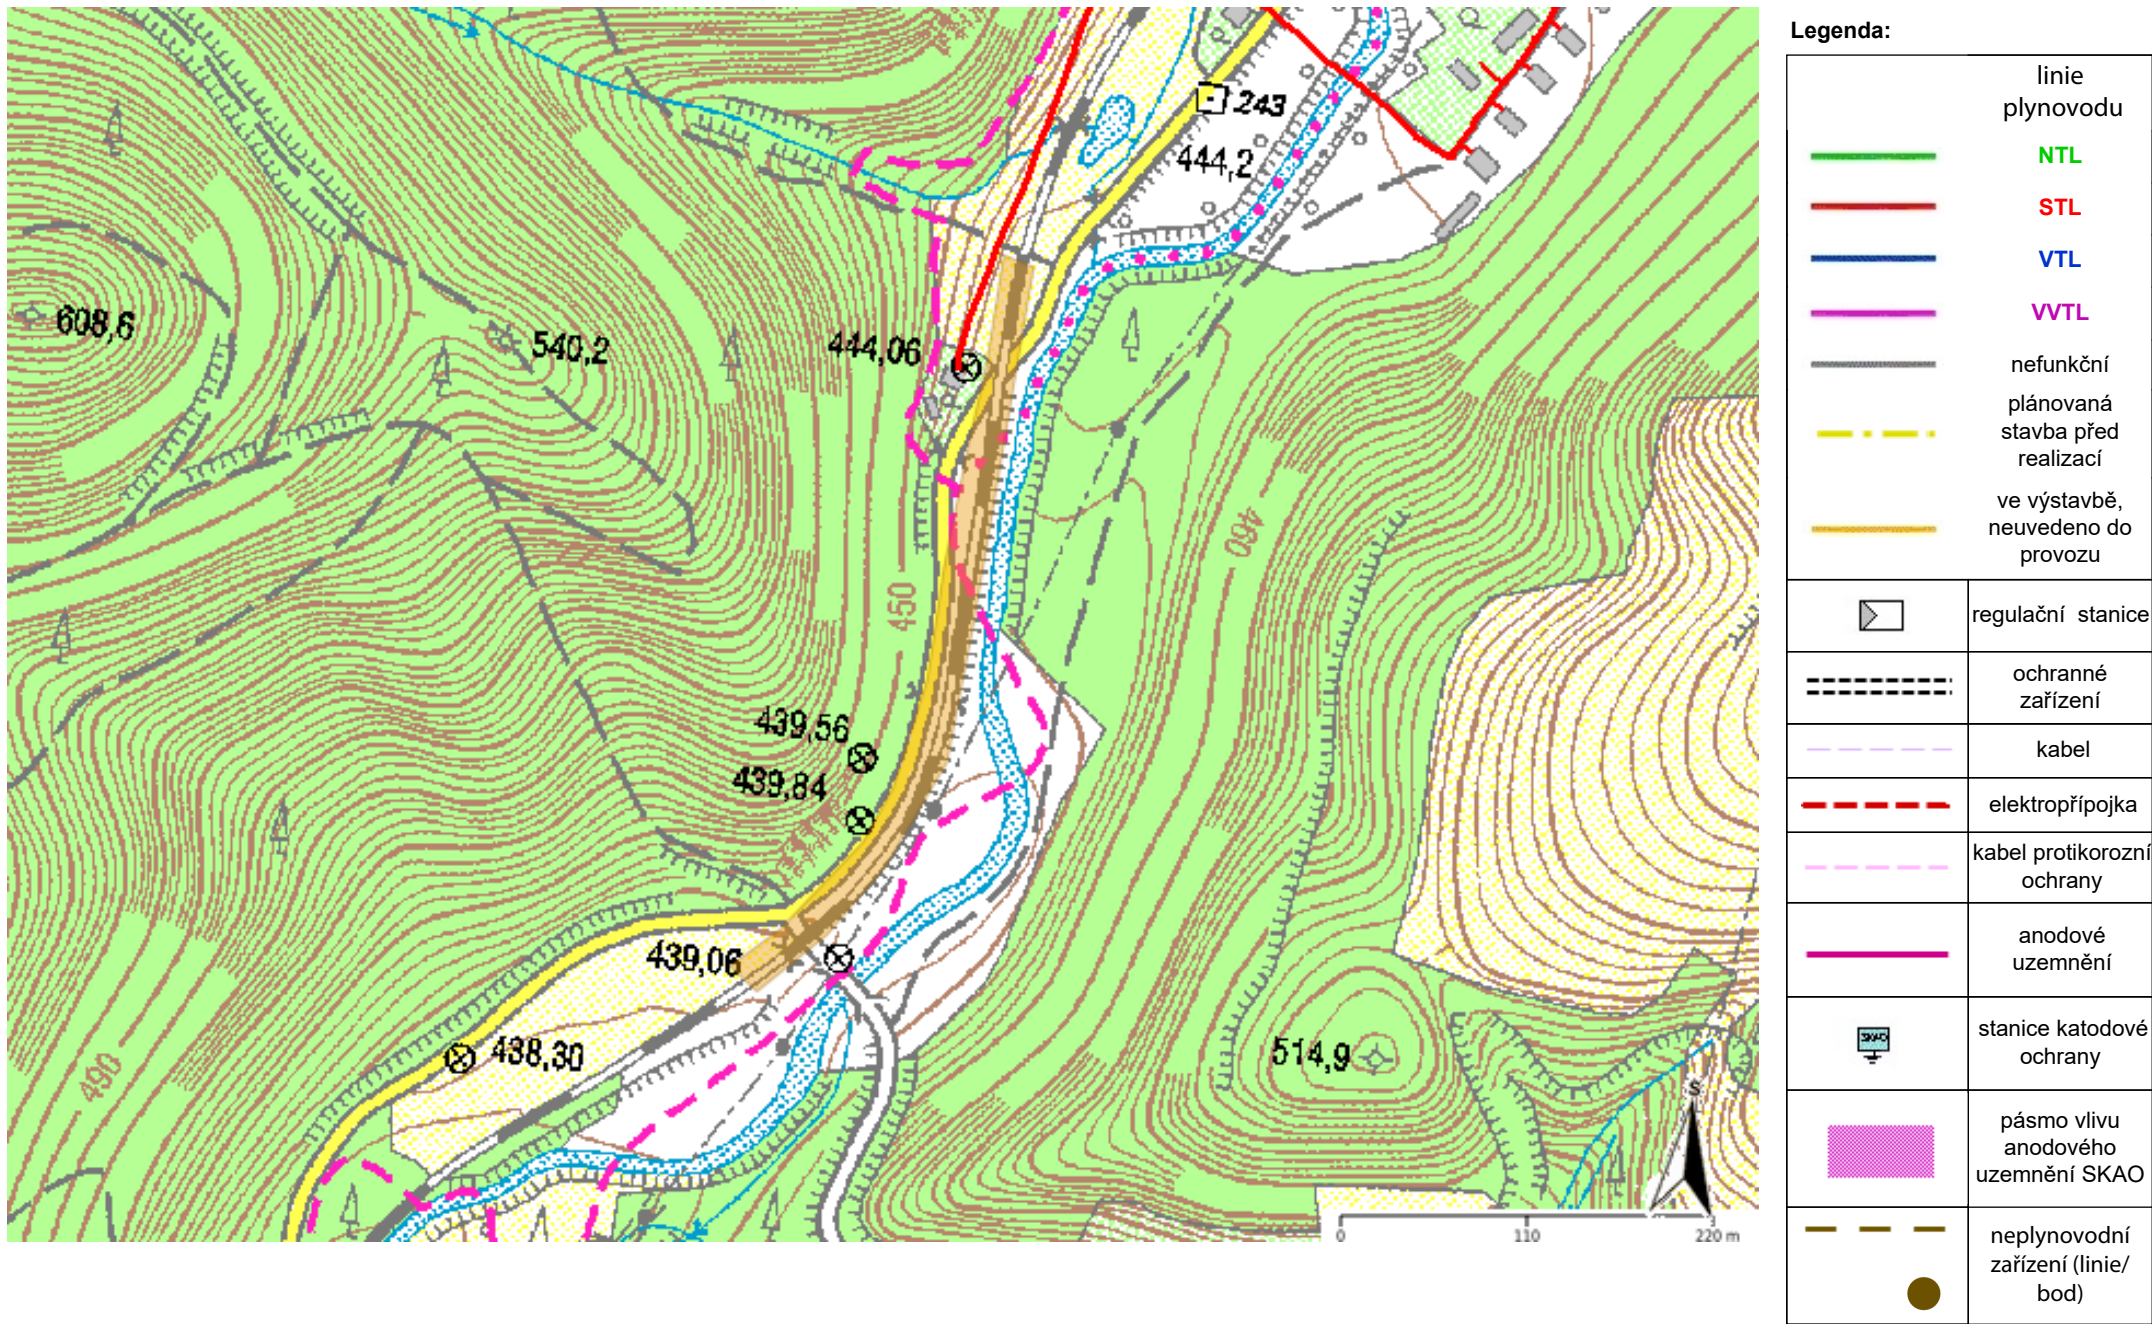 243
444,2
608,6
540,2
444,06
460
450
439,56
439,84
439,06
438,30
490
514,9
S
0 110 220 m
Legenda:
linie
plynovodu
NTL
STL
VTL
VVTL
nefunkční
plánovaná
stavba před
realizací
ve výstavbě,
neuvedeno do
provozu
regulační stanice
ochranné
zařízení
kabel
elektropřípojka
kabel protikorozní
ochrany
anodové
uzemnění
SKAO
stanice katodové
ochrany
pásmo vlivu
anodového
uzemnění SKAO
neplynovodní
zařízení (linie/
bod)